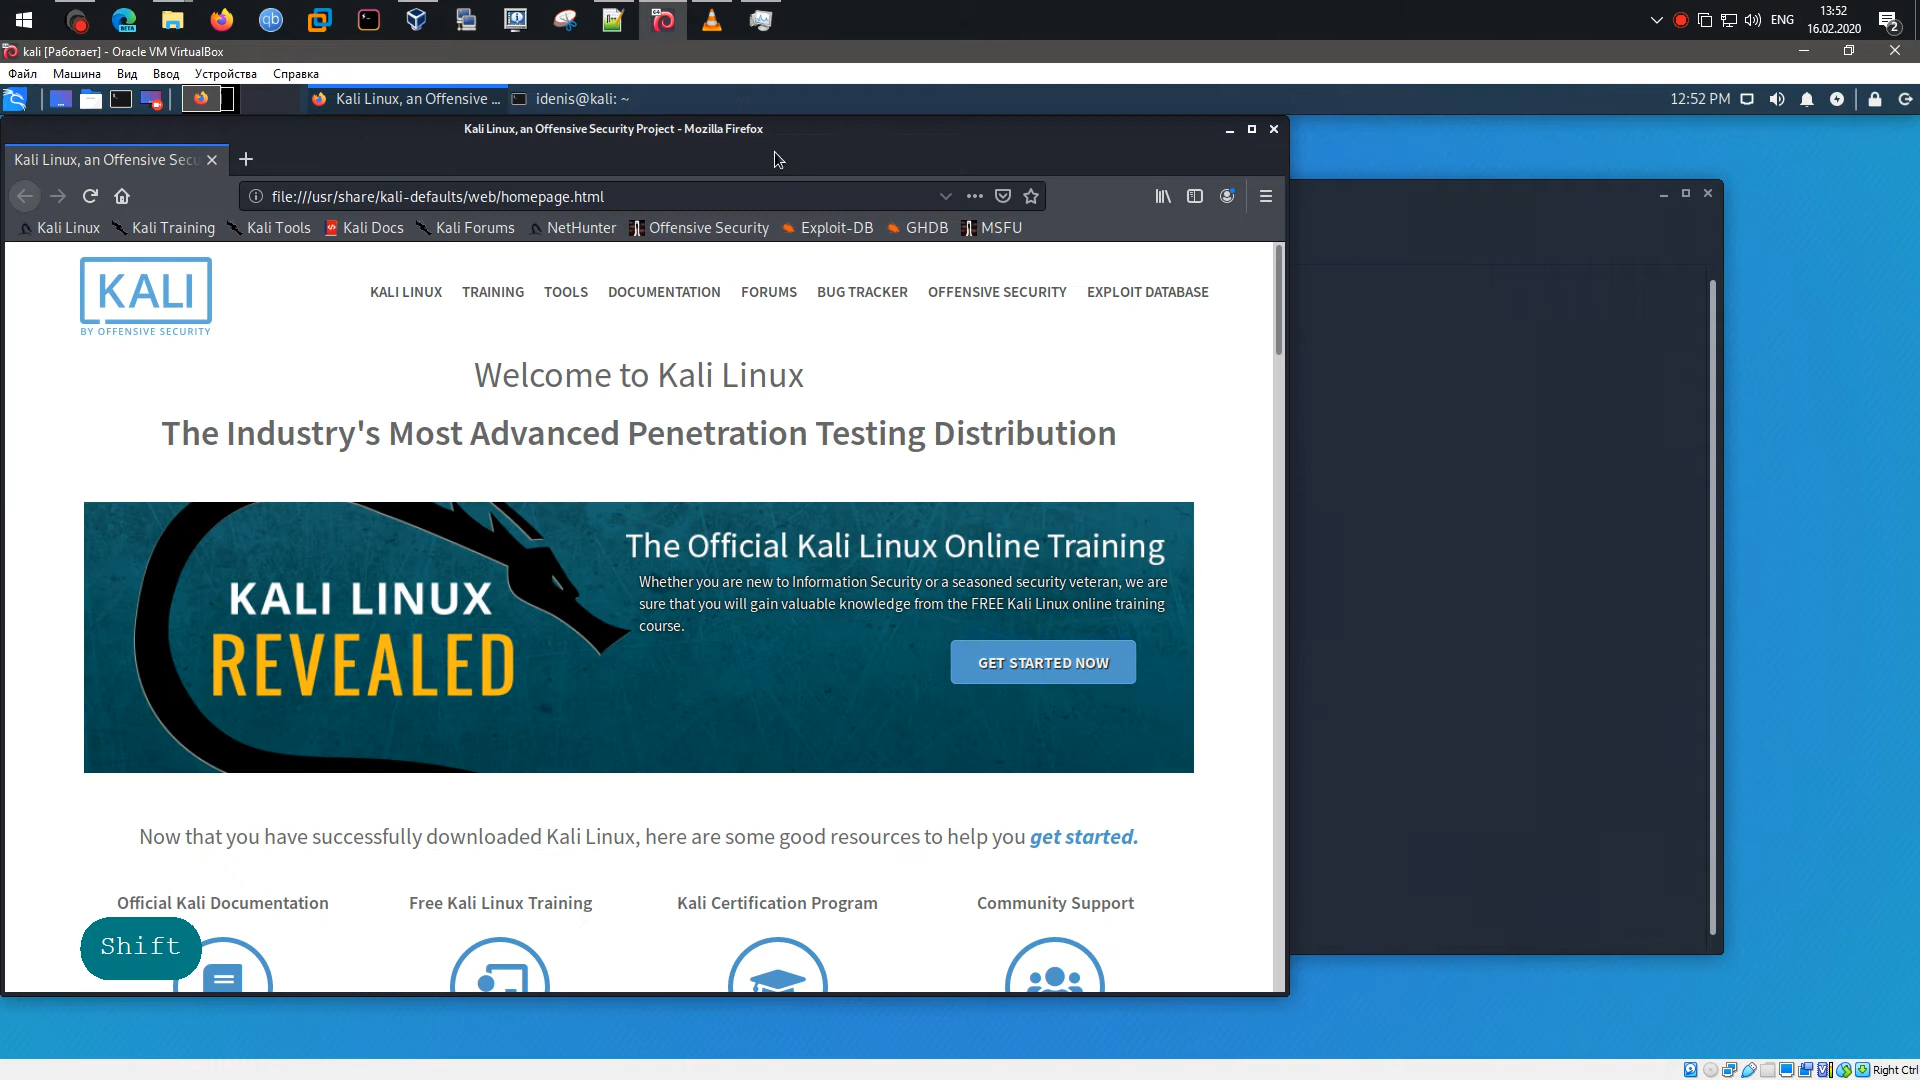 ENG
13:52
16.02.2020
2
kali [Работает] - Oracle VM VirtualBox
Файл Машина Вид Ввод Устройства Справка
Kali Linux, an Offensive ... idenis@kali: ~ 12:52 PM
Kali Linux, an Offensive Security Project - Mozilla Firefox
Kali Linux, an Offensive Secu
file:///usr/share/kali-defaults/web/homepage.html
Kali Linux Kali Training Kali Tools Kali Docs Kali Forums NetHunter Offensive Security Exploit-DB GHDB MSFU
KALI
BY OFFENSIVE SECURITY
KALI LINUX TRAINING TOOLS DOCUMENTATION FORUMS BUG TRACKER OFFENSIVE SECURITY EXPLOIT DATABASE
Welcome to Kali Linux
The Industry's Most Advanced Penetration Testing Distribution
KALI LINUX
REVEALED
The Official Kali Linux Online Training
Whether you are new to Information Security or a seasoned security veteran, we are
sure that you will gain valuable knowledge from the FREE Kali Linux online training
course.
GET STARTED NOW
Now that you have successfully downloaded Kali Linux, here are some good resources to help you get started.
Official Kali Documentation Free Kali Linux Training Kali Certification Program Community Support
Shift
Right Ctrl